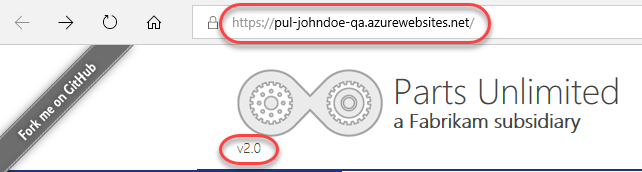 https://pul-johndoe-qa.azurewebsites.net/
Fork me on GitHub
Parts Unlimited
a Fabrikam subsidiary
v2.0